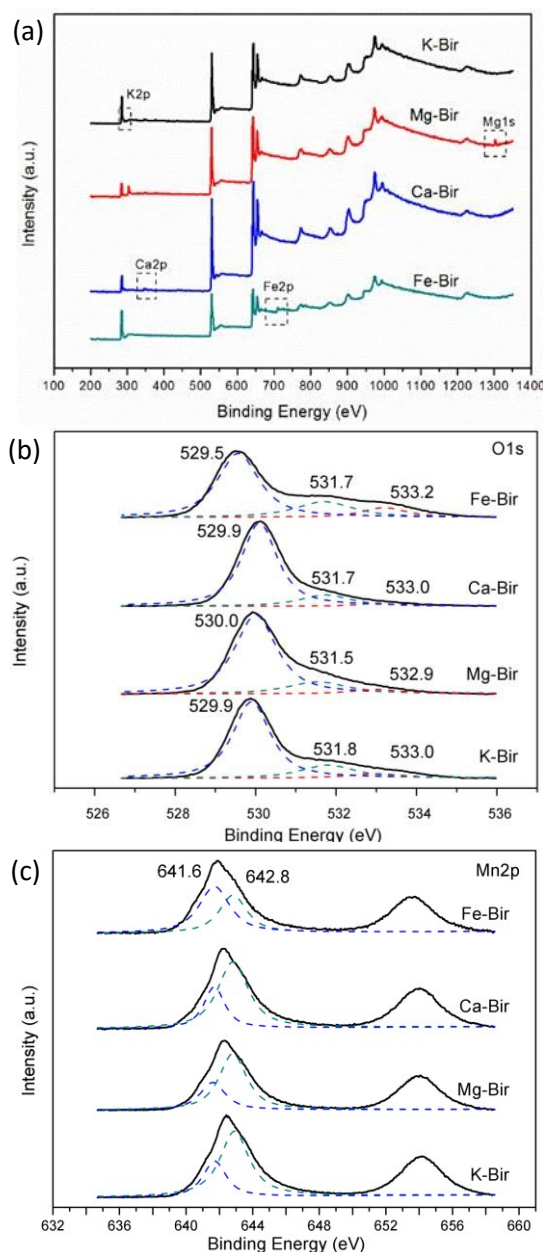 (a)
K-Bir
K2p
Mg-Bir
Mg1s
Ca-Bir
Ca2p
Fe2p
Fe-Bir
Intensity (a.u.)
100 200 300 400 500 600 700 800 900 1000 1100 1200 1300 1400
Binding Energy (eV)
(b)
O1s
529.5
531.7
533.2
Fe-Bir
529.9
531.7
533.0
Ca-Bir
530.0
531.5
532.9
Mg-Bir
529.9
531.8
533.0
K-Bir
Intensity (a.u.)
526 528 530 532 534 536
Binding Energy (eV)
(c)
Mn2p
641.6
642.8
Fe-Bir
Ca-Bir
Mg-Bir
K-Bir
Intensity (a.u.)
632 636 640 644 648 652 656 660
Binding Energy (eV)